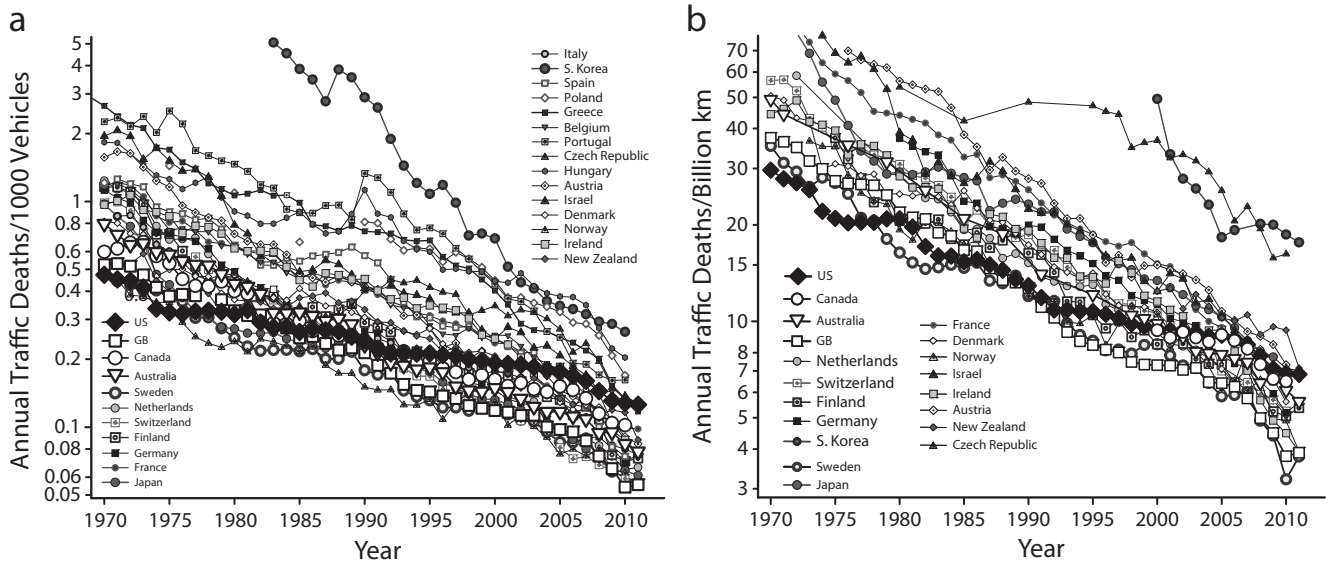 a
Annual Traffic Deaths/1000 Vehicles
5
4
3
2
1
0.8
0.6
0.5
0.4
0.3
0.2
0.1
0.08
0.06
0.05
1970 1975 1980 1985 1990 1995 2000 2005 2010
Year
Italy
S. Korea
Spain
Poland
Greece
Belgium
Portugal
Czech Republic
Hungary
Austria
Israel
Denmark
Norway
Ireland
New Zealand
US
GB
Canada
Australia
Sweden
Netherlands
Switzerland
Finland
Germany
France
Japan
b
Annual Traffic Deaths/Billion km
70
60
50
40
30
20
15
10
8
7
6
5
4
3
1970 1975 1980 1985 1990 1995 2000 2005 2010
Year
US
Canada
Australia
GB
Netherlands
Switzerland
Finland
Germany
S. Korea
Sweden
Japan
France
Denmark
Norway
Israel
Ireland
Austria
New Zealand
Czech Republic